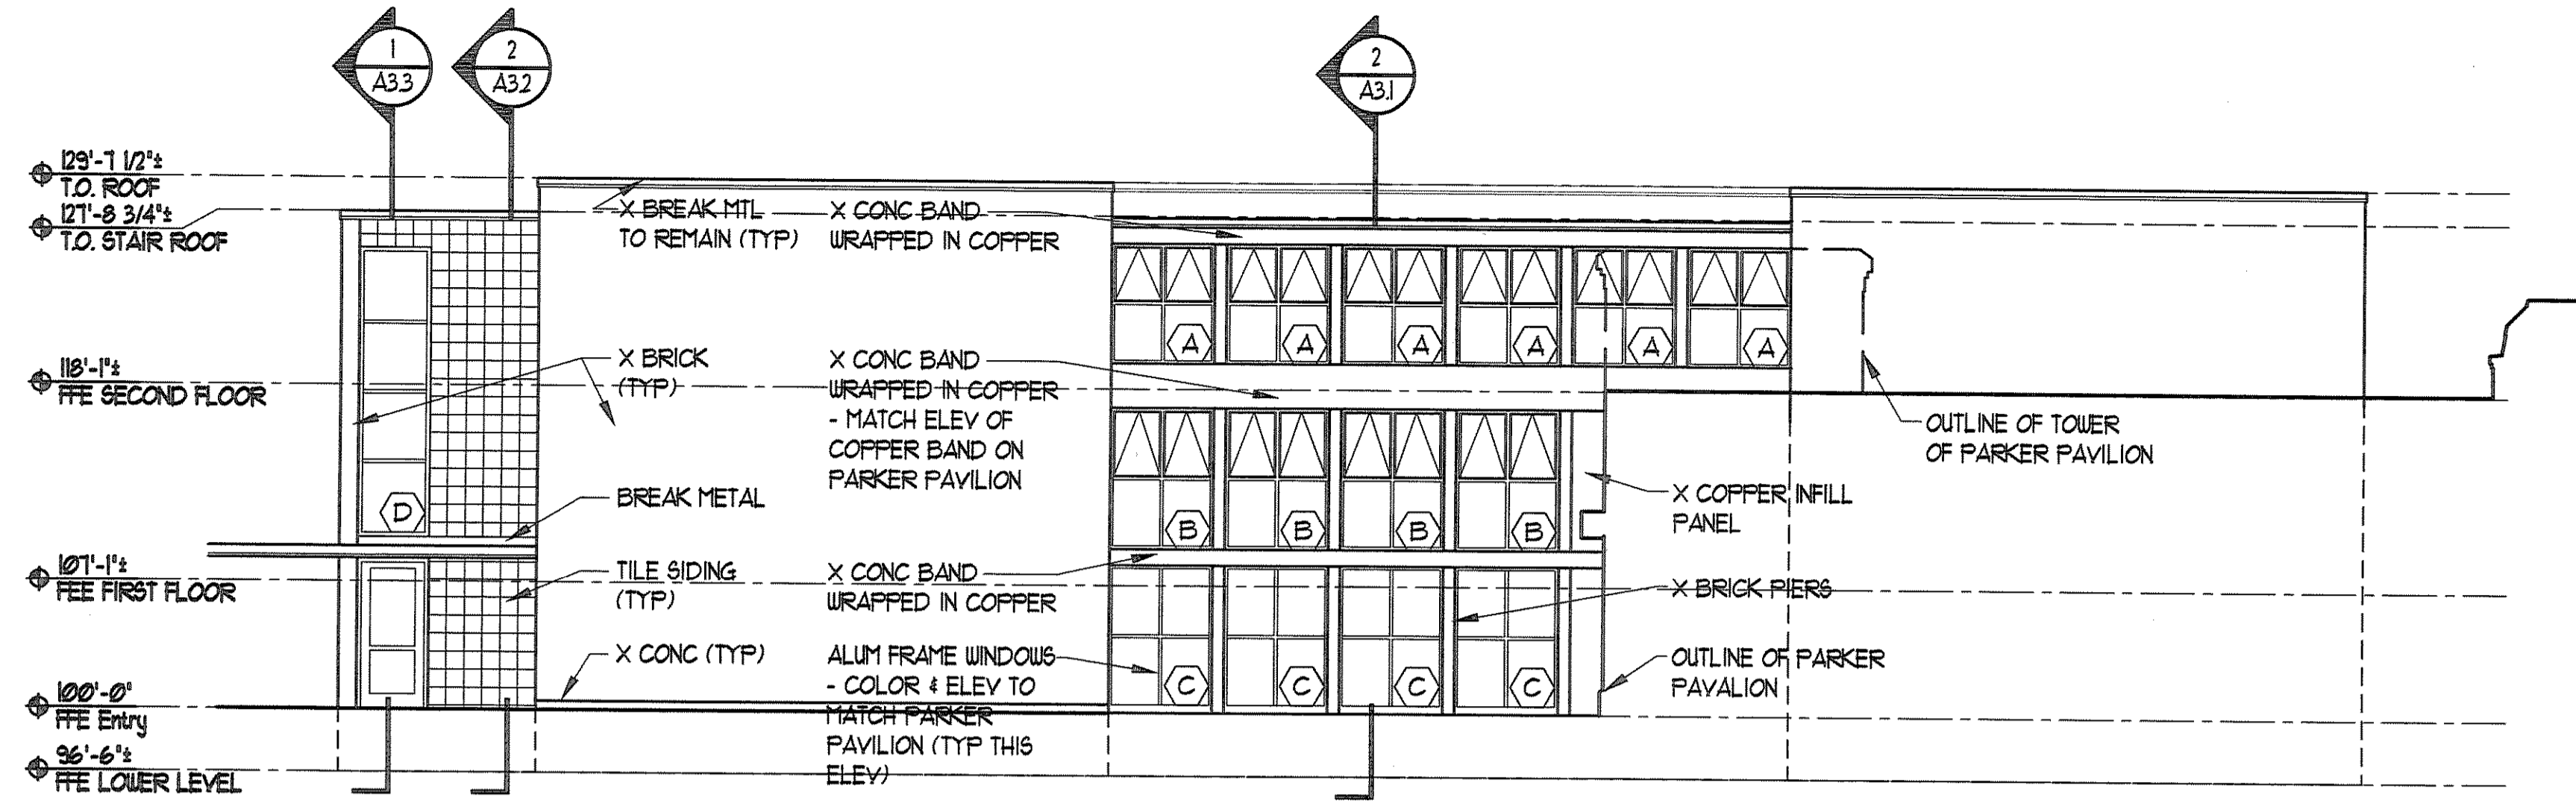 1
A3.3
2
A3.2
2
A3.1
129'-7 1/2"±
T.O. ROOF
127'-8 3/4"±
T.O. STAIR ROOF
118'-1"±
FFE SECOND FLOOR
107'-1"±
FEE FIRST FLOOR
100'-0"
FFE Entry
96'-6"±
FFE LOWER LEVEL
X BREAK MTL
TO REMAIN (TYP)
X BRICK
(TYP)
BREAK METAL
TILE SIDING
(TYP)
X CONC (TYP)
X CONC BAND
WRAPPED IN COPPER
X CONC BAND
WRAPPED IN COPPER
- MATCH ELEV OF
COPPER BAND ON
PARKER PAVILION
X CONC BAND
WRAPPED IN COPPER
ALUM FRAME WINDOWS
- COLOR & ELEV TO
MATCH PARKER
PAVILION (TYP THIS
ELEV)
A
A
A
A
A
A
B
B
B
B
C
C
C
C
D
OUTLINE OF TOWER
OF PARKER PAVILION
X COPPER INFILL
PANEL
X BRICK PIERS
OUTLINE OF PARKER
PAVALION